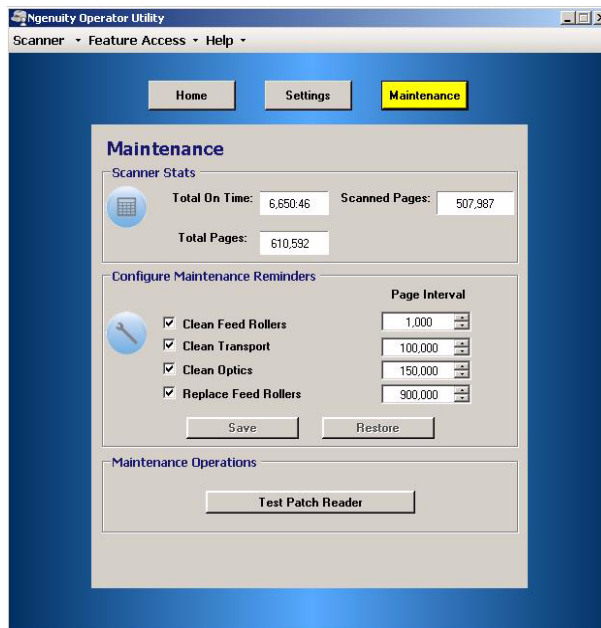 Ngenuity Operator Utility
Scanner Feature Access Help
Home Settings Maintenance
Maintenance
Scanner Stats
Total On Time: 6,650:46 Scanned Pages: 507,987
Total Pages: 610,592
Configure Maintenance Reminders
Page Interval
Clean Feed Rollers 1,000
Clean Transport 100,000
Clean Optics 150,000
Replace Feed Rollers 900,000
Save Restore
Maintenance Operations
Test Patch Reader